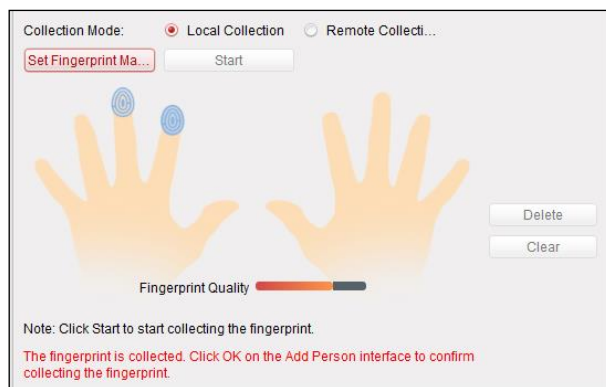 Collection Mode: Local Collection Remote Collecti...
Set Fingerprint Ma... Start
Delete
Clear
Fingerprint Quality
Note: Click Start to start collecting the fingerprint.
The fingerprint is collected. Click OK on the Add Person interface to confirm
collecting the fingerprint.